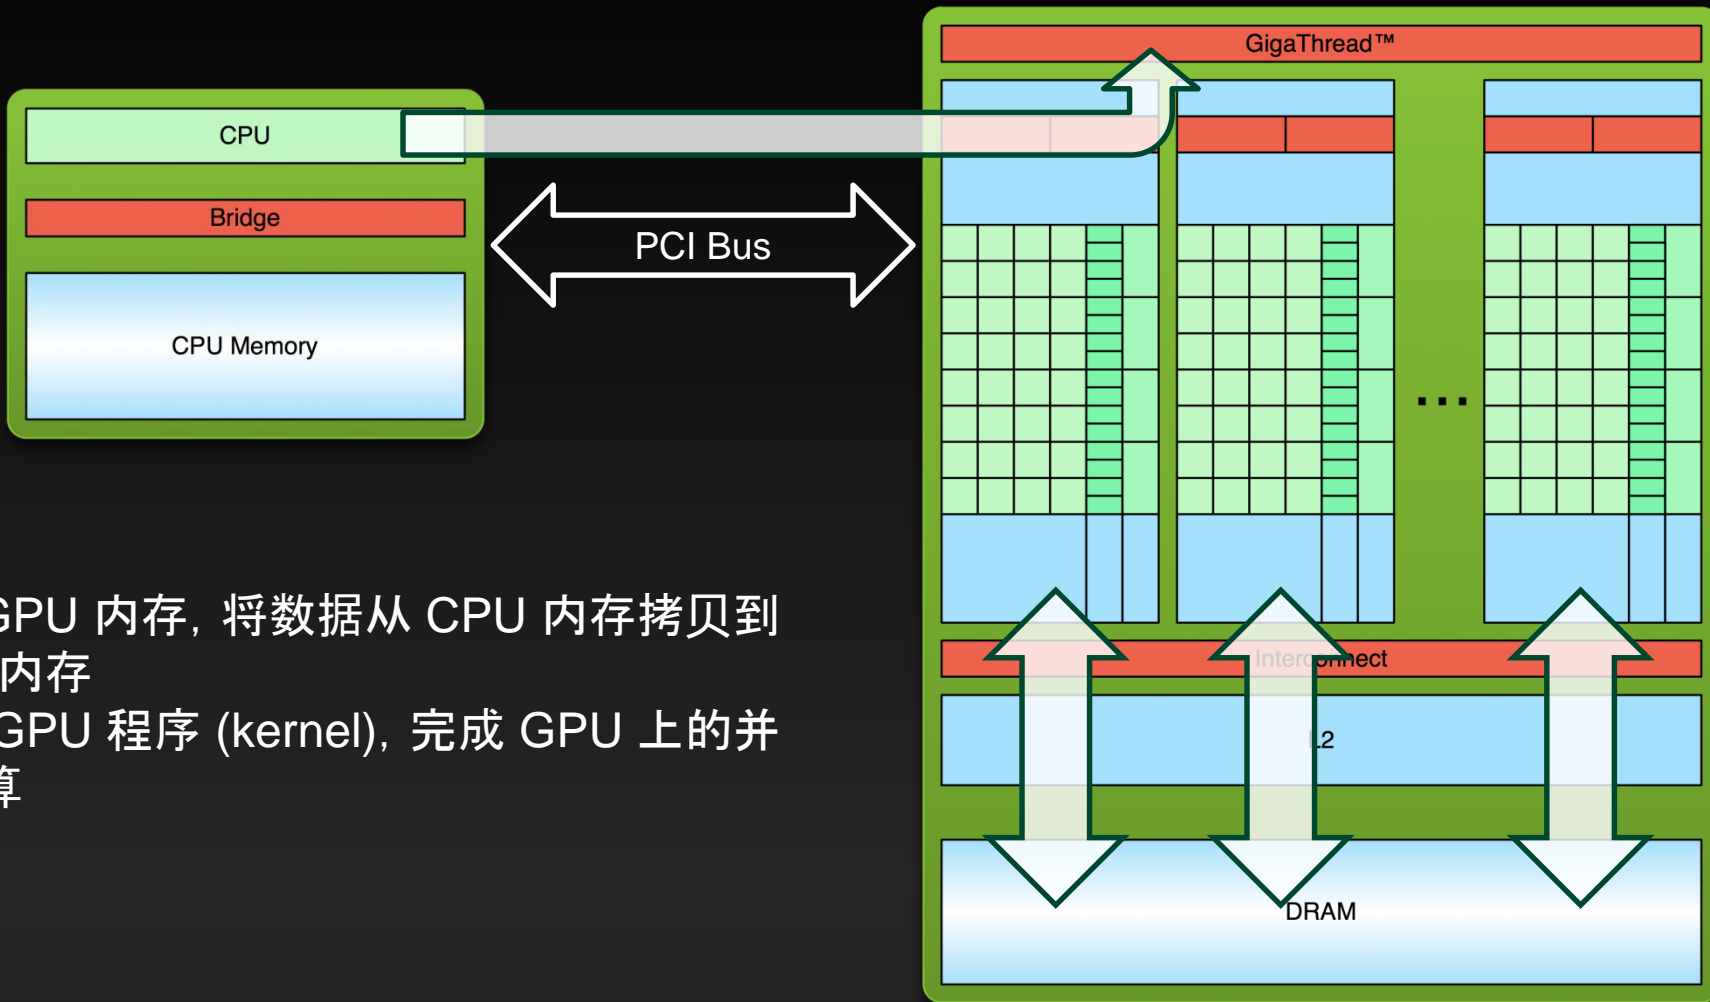 GigaThread™
CPU
Bridge
PCI Bus
CPU Memory
GPU 内存, 将数据从 CPU 内存拷贝到
内存
GPU 程序 (kernel), 完成 GPU 上的并
算
...
Interconnect
L2
DRAM